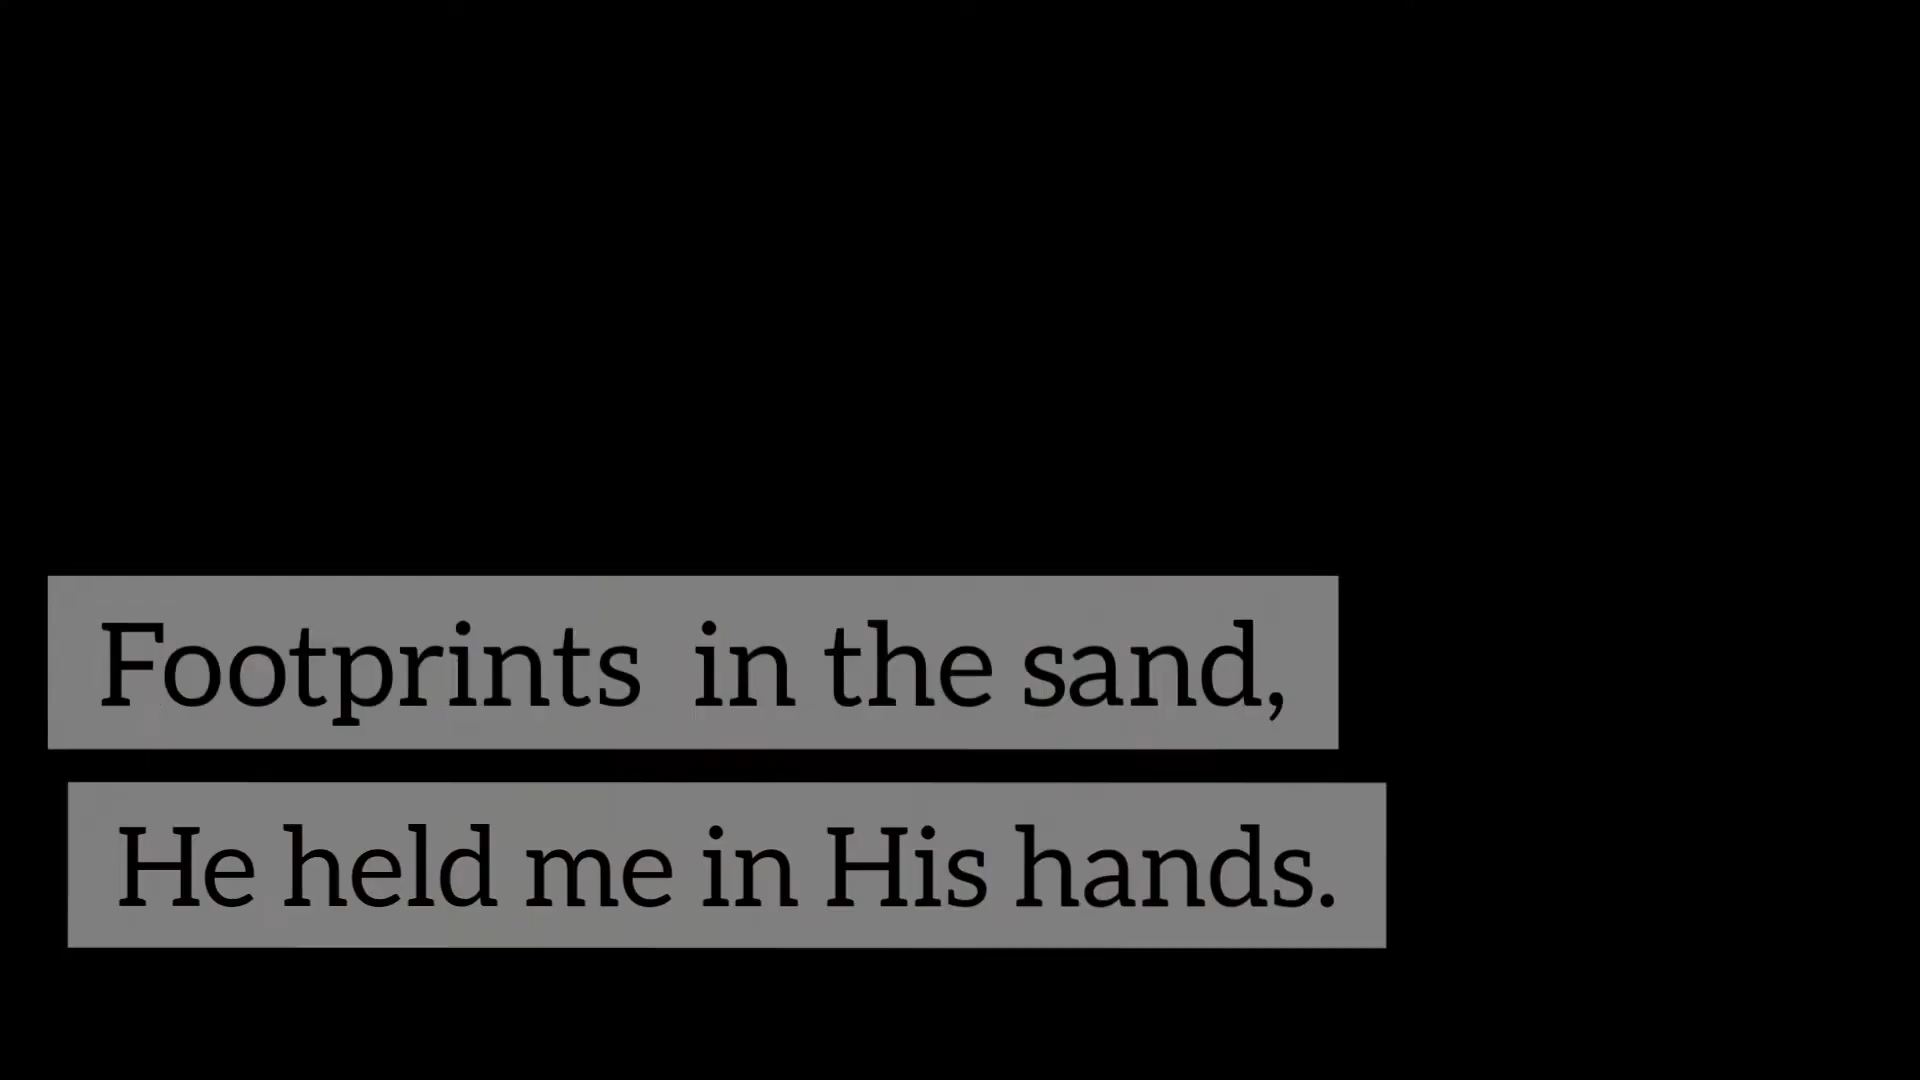 Footprints  in the sand,
He held me in His hands.